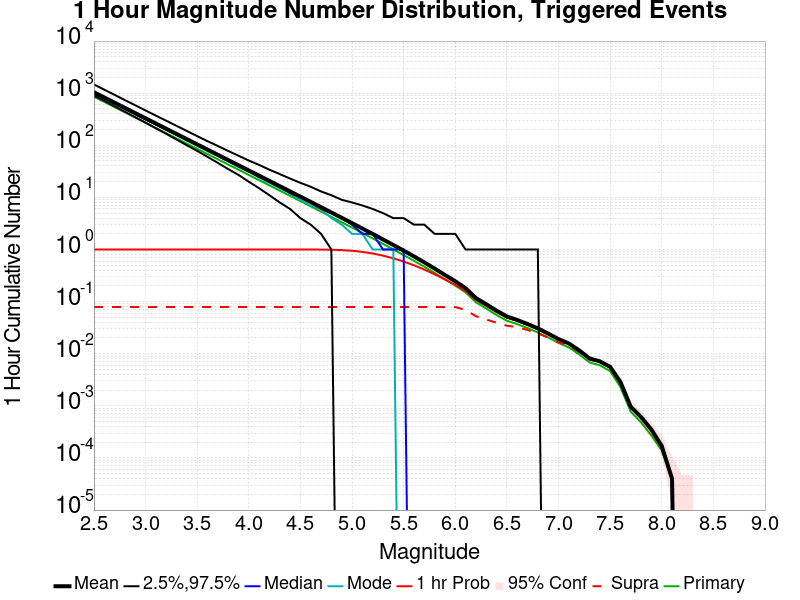 1 Hour Magnitude Number Distribution, Triggered Events
1 Hour Cumulative Number
10^4
10^3
10^2
10^1
10^0
10^-1
10^-2
10^-3
10^-4
10^-5
2.5 3.0 3.5 4.0 4.5 5.0 5.5 6.0 6.5 7.0 7.5 8.0 8.5 9.0
Magnitude
Mean 2.5%,97.5% Median Mode 1 hr Prob 95% Conf Supra Primary